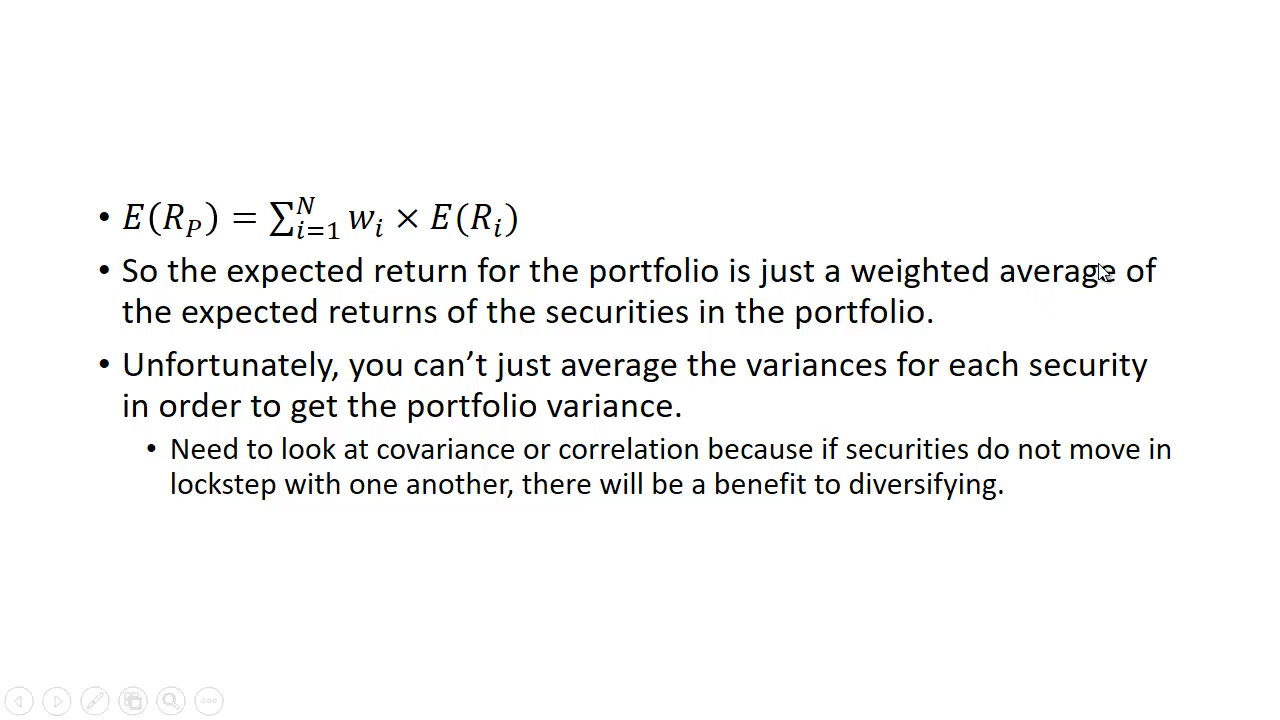 • E(R_P) = ∑_{i=1}^{N} w_i × E(R_i)
• So the expected return for the portfolio is just a weighted average of
the expected returns of the securities in the portfolio.
• Unfortunately, you can’t just average the variances for each security
in order to get the portfolio variance.
• Need to look at covariance or correlation because if securities do not move in
lockstep with one another, there will be a benefit to diversifying.